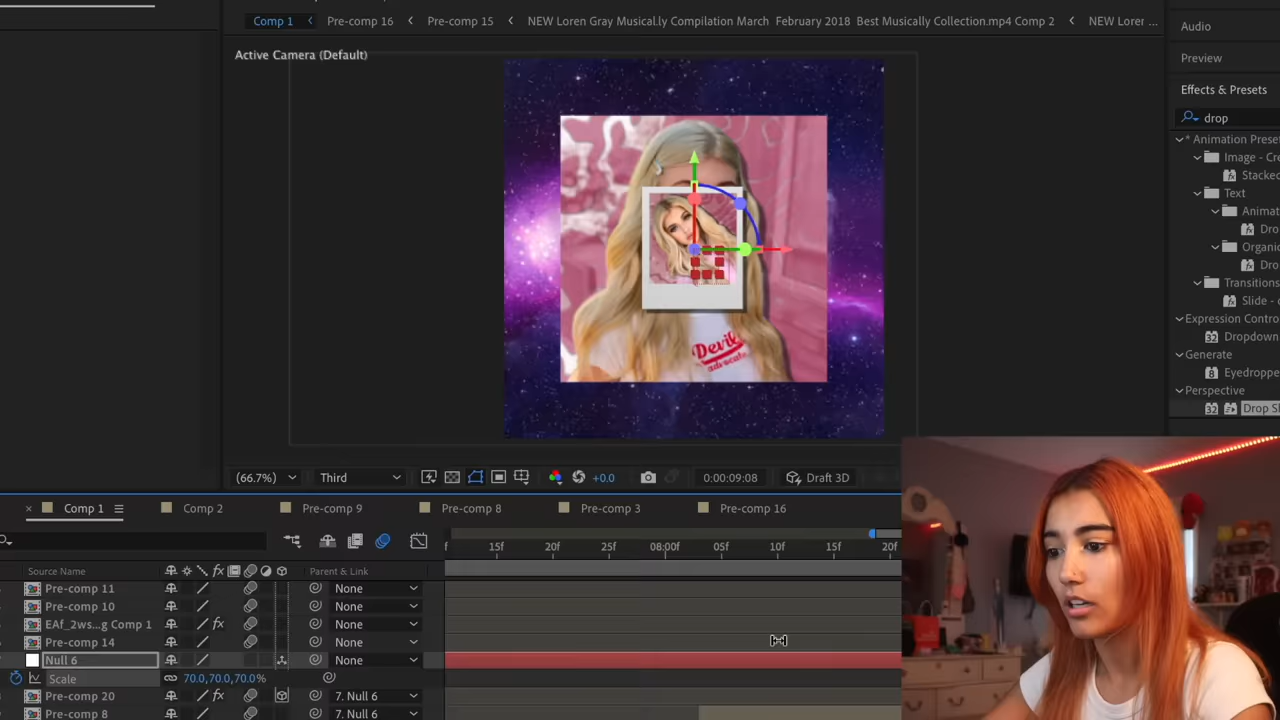 Comp 1 Pre-comp 16 Pre-comp 15 NEW Loren Gray Musical.ly Compilation March February 2018 Best Musically Collection.mp4 Comp 2 NEW Lorer ...
Active Camera (Default)
Audio
Preview
Effects & Presets
drop
* Animation Prese
Image - Cre
Stacked
Text
Animat
Dro
Organi
Dro
Transitions
Slide -
Expression Contro
Dropdown
Generate
Eyedroppe
Perspective
Drop Sh
Devil's
advocate
(66.7%) Third +0.0 0:00:09:08 Draft 3D
× Comp 1 Comp 2 Pre-comp 9 Pre-comp 8 Pre-comp 3 Pre-comp 16
f 15f 20f 25f 08:00f 05f 10f 15f 20f
Source Name fx Parent & Link
Pre-comp 11 None
Pre-comp 10 None
EAf_2ws...g Comp 1 fx None
Pre-comp 14 None
Null 6 None
Scale 70.0,70.0,70.0%
Pre-comp 20 fx 7. Null 6
Pre-comp 8 7. Null 6